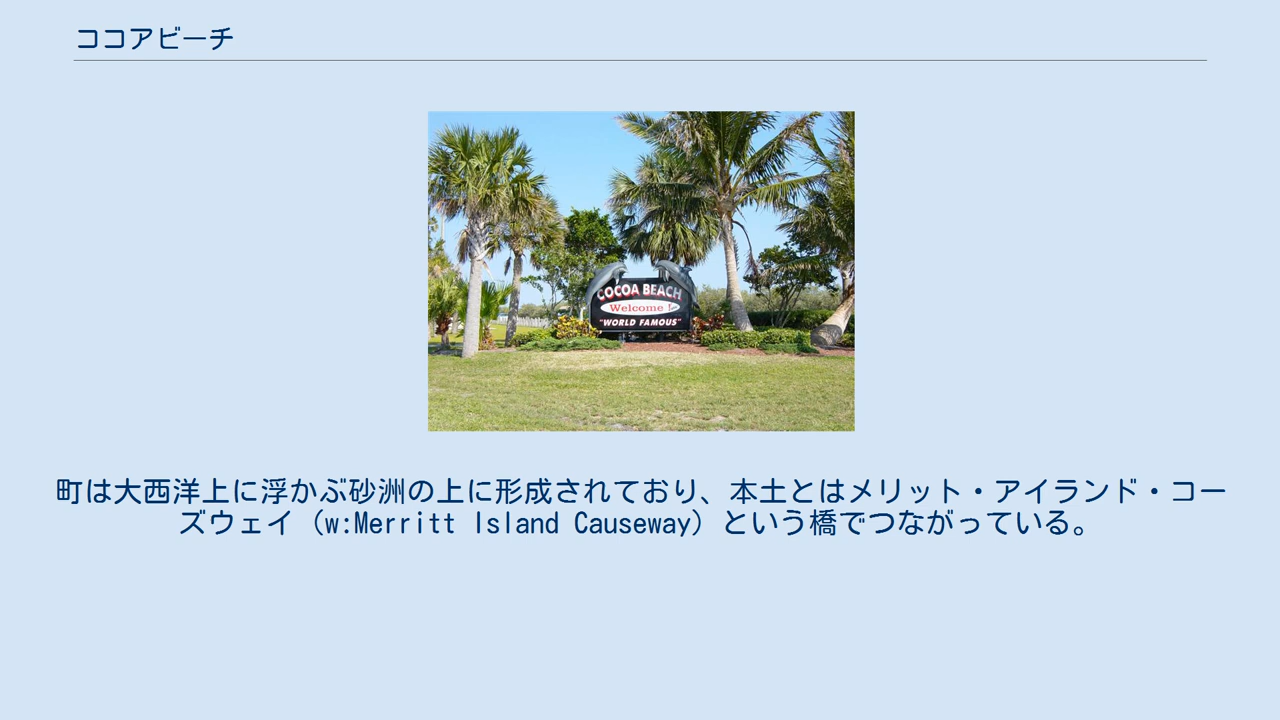 ココアビーチ
COCOA BEACH
Welcome !
"WORLD FAMOUS"
町は大西洋上に浮かぶ砂洲の上に形成されており、本土とはメリット・アイランド・コー
ズウェイ（w:Merritt Island Causeway）という橋でつながっている。